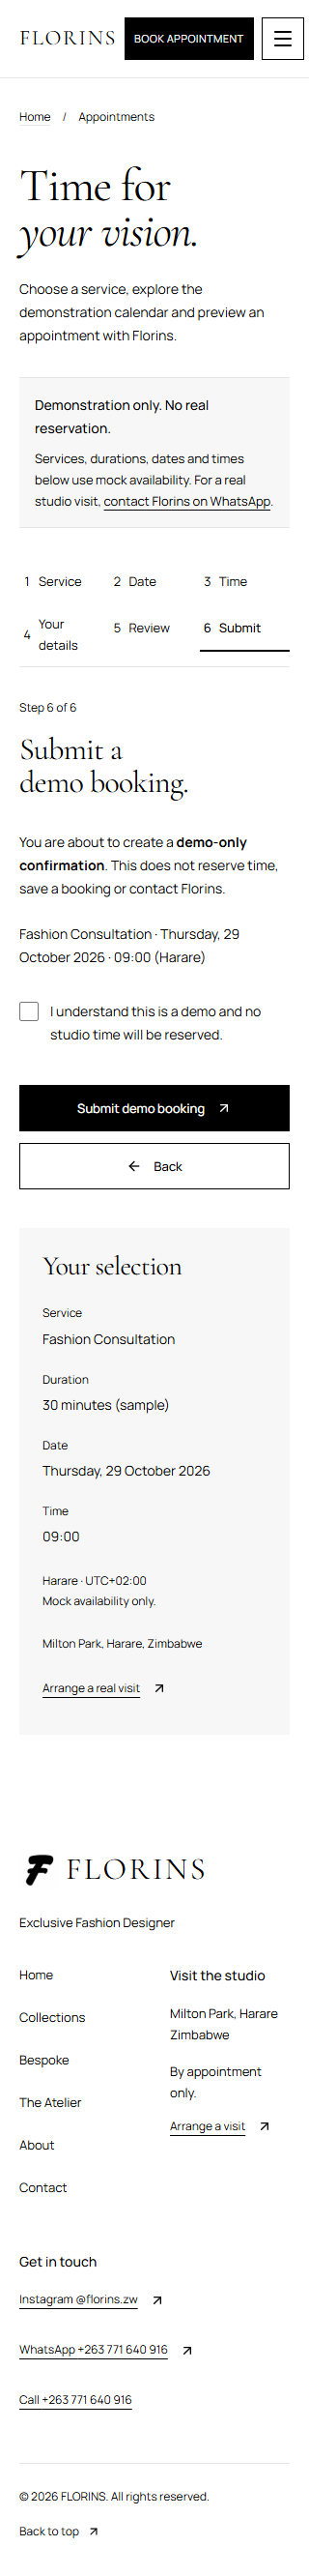 FLORINS
BOOK APPOINTMENT
Home / Appointments
Time for
your vision.
Choose a service, explore the
demonstration calendar and preview an
appointment with Florins.
Demonstration only. No real
reservation.
Services, durations, dates and times
below use mock availability. For a real
studio visit, contact Florins on WhatsApp.
1 Service
2 Date
3 Time
4 Your
details
5 Review
6 Submit
Step 6 of 6
Submit a
demo booking.
You are about to create a demo-only
confirmation. This does not reserve time,
save a booking or contact Florins.
Fashion Consultation · Thursday, 29
October 2026 · 09:00 (Harare)
I understand this is a demo and no
studio time will be reserved.
Submit demo booking
Back
Your selection
Service
Fashion Consultation
Duration
30 minutes (sample)
Date
Thursday, 29 October 2026
Time
09:00
Harare · UTC+02:00
Mock availability only.
Milton Park, Harare, Zimbabwe
Arrange a real visit
F FLORINS
Exclusive Fashion Designer
Home
Collections
Bespoke
The Atelier
About
Contact
Visit the studio
Milton Park, Harare
Zimbabwe
By appointment
only.
Arrange a visit
Get in touch
Instagram @florins.zw
WhatsApp +263 771 640 916
Call +263 771 640 916
© 2026 FLORINS. All rights reserved.
Back to top